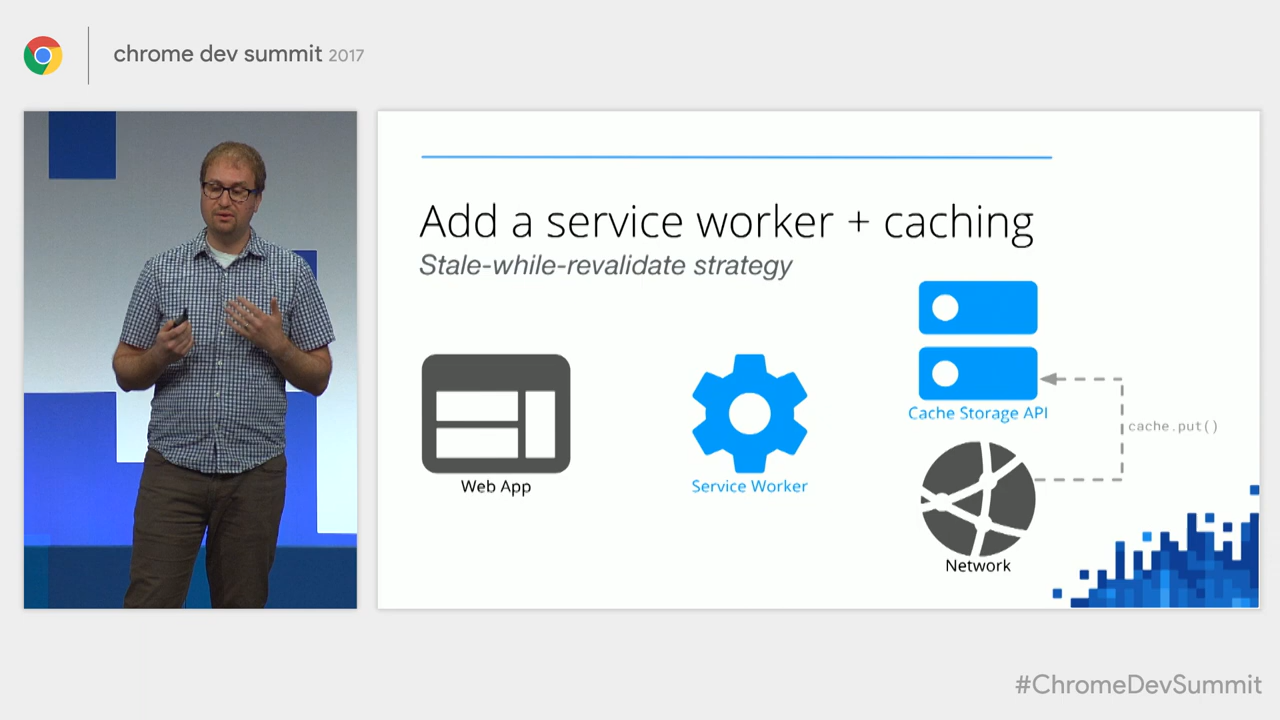 chrome dev summit 2017
Add a service worker + caching
Stale-while-revalidate strategy
Cache Storage API
cache.put()
Web App
Service Worker
Network
#ChromeDevSummit